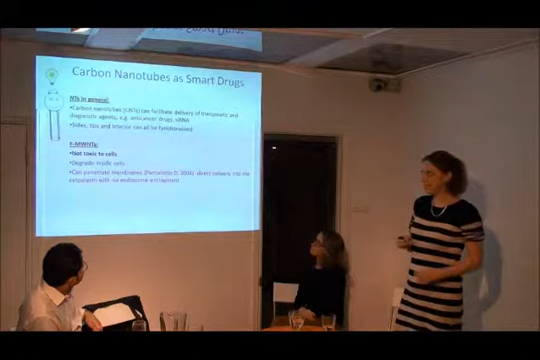 Carbon Nanotubes as Smart Drugs
NTs in general:
•Carbon nanotubes (CNTs) can facilitate delivery of therapeutic and
diagnostic agents, e.g. anticancer drugs, siRNA
•Sides, tips and interior can all be functionalised
F-MWNTs:
•Not toxic to cells
•Degrade inside cells
•Can penetrate membranes (Pantarotto D, 2004) direct delivery into the
cytoplasm with no endosome entrapment